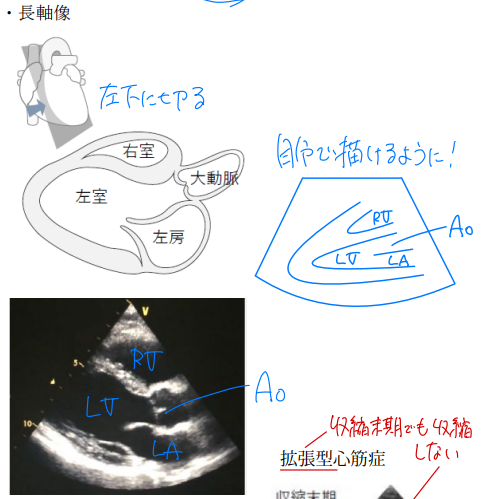 ・長軸像
左下に切る
右室
左室
大動脈
左房
自分で描けるように!
RV
Ao
LV
LA
V
5
RV
LV
Ao
LA
10
収縮末期でも収縮
しない
拡張型心筋症
収縮末期